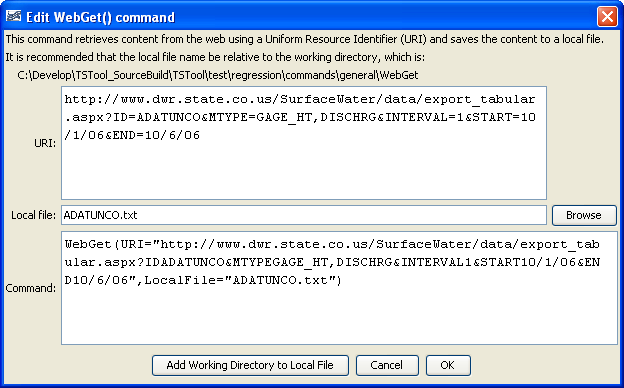 Edit WebGet() command
This command retrieves content from the web using a Uniform Resource Identifier (URI) and saves the content to a local file.
It is recommended that the local file name be relative to the working directory, which is:
C:\Develop\TSTool_SourceBuild\TSTool\test\regression\commands\general\WebGet
URI:
http://www.dwr.state.co.us/SurfaceWater/data/export_tabular
.aspx?ID=ADATUNCO&MTYPE=GAGE_HT,DISCHRG&INTERVAL=1&START=10
/1/06&END=10/6/06
Local file:
ADATUNCO.txt
Browse
Command:
WebGet(URI="http://www.dwr.state.co.us/SurfaceWater/data/export_tab
ular.aspx?IDADATUNCO&MTYPEGAGE_HT,DISCHRG&INTERVAL1&START10/1/06&EN
D10/6/06",LocalFile="ADATUNCO.txt")
Add Working Directory to Local File
Cancel
OK